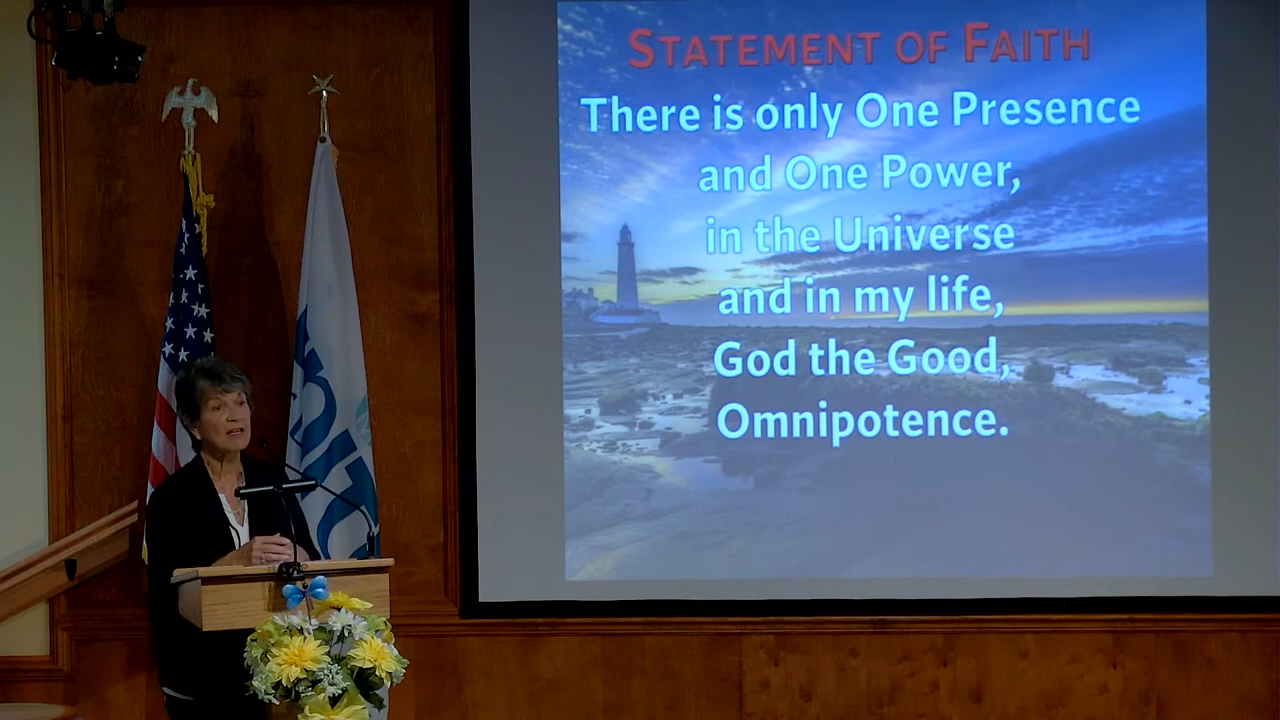 STATEMENT OF FAITH
There is only One Presence
and One Power,
in the Universe
and in my life,
God the Good,
Omnipotence.